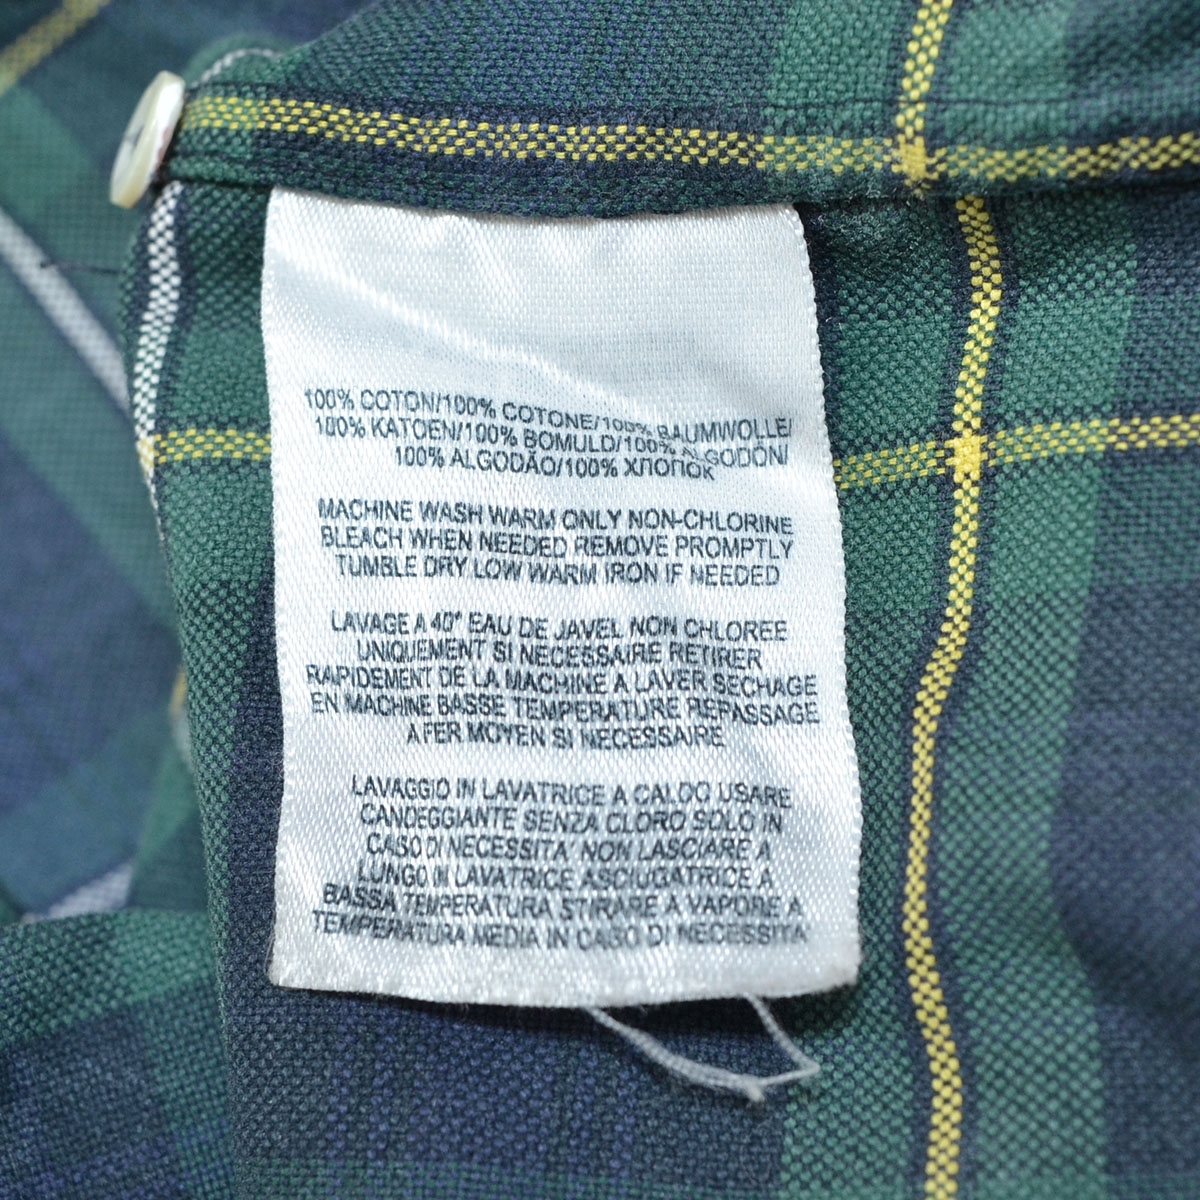 100% COTON/100% COTONE/100% BAUMWOLLE/
100% KATOEN/100% BOMULD/100% ALGODÓN/
100% ALGODÃO/100% ХЛОПОК
MACHINE WASH WARM ONLY NON-CHLORINE
BLEACH WHEN NEEDED REMOVE PROMPTLY
TUMBLE DRY LOW WARM IRON IF NEEDED
LAVAGE A 40° EAU DE JAVEL NON CHLOREE
UNIQUEMENT SI NECESSAIRE RETIRER
RAPIDEMENT DE LA MACHINE A LAVER SECHAGE
EN MACHINE BASSE TEMPERATURE REPASSAGE
A FER MOYEN SI NECESSAIRE
LAVAGGIO IN LAVATRICE A CALDO USARE
CANDEGGIANTE SENZA CLORO SOLO IN
CASO DI NECESSITA' NON LASCIARE A
LUNGO IN LAVATRICE ASCIUGATRICE A
BASSA TEMPERATURA STIRARE A VAPORE A
TEMPERATURA MEDIA IN CASO DI NECESSITA'